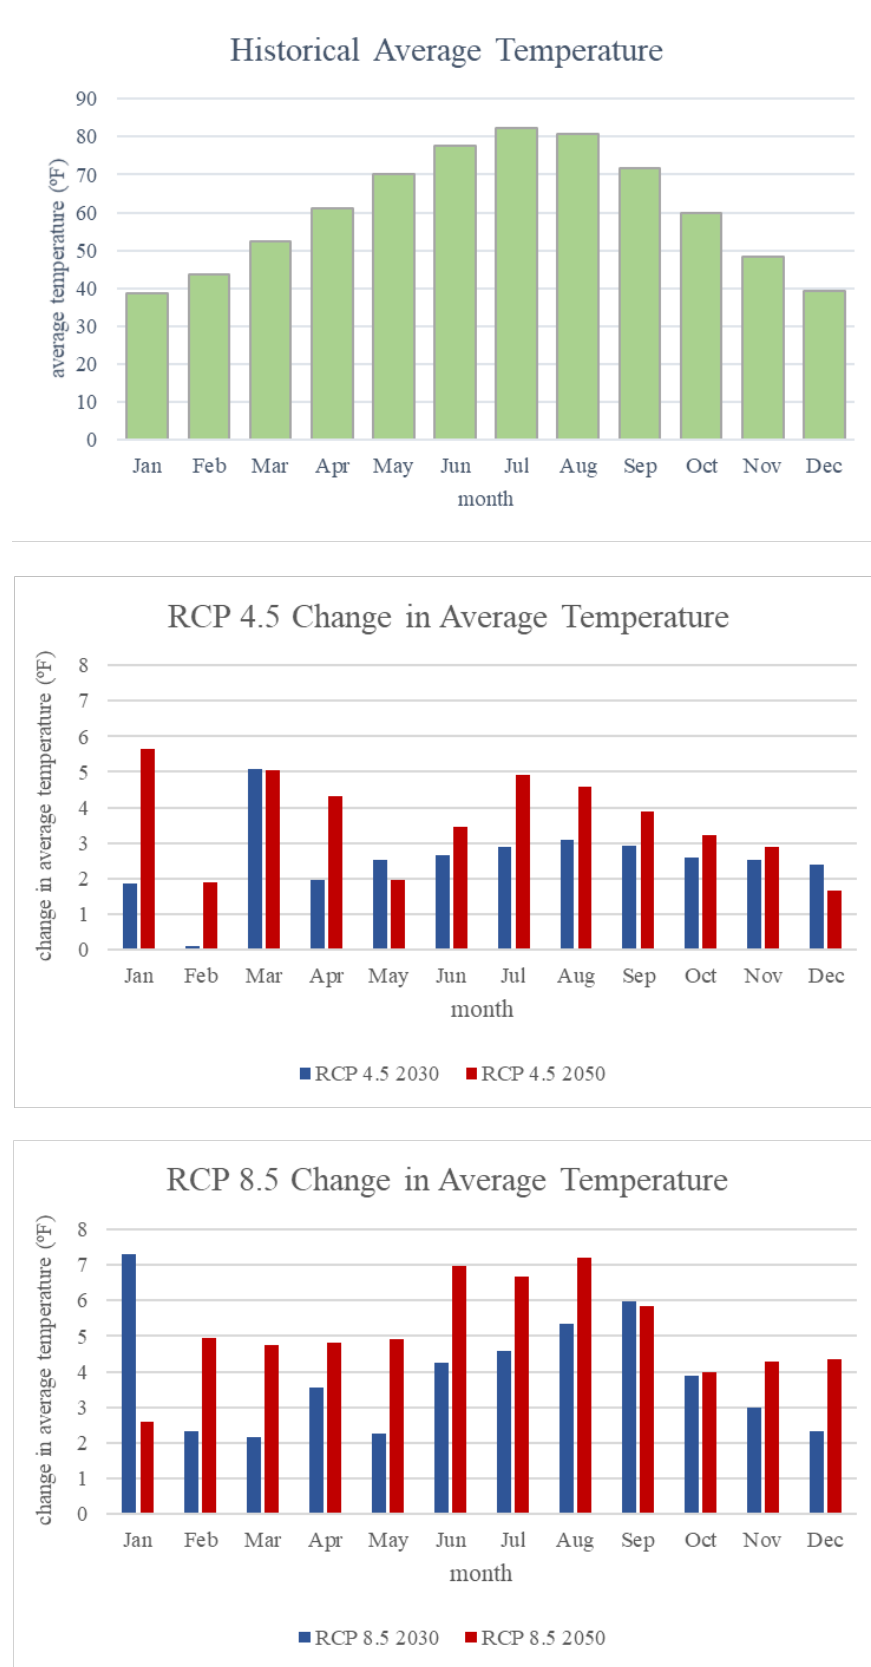 Historical Average Temperature
average temperature (ºF)
90
80
70
60
50
40
30
20
10
0
Jan Feb Mar Apr May Jun Jul Aug Sep Oct Nov Dec
month
RCP 4.5 Change in Average Temperature
change in average temperature (ºF)
8
7
6
5
4
3
2
1
0
Jan Feb Mar Apr May Jun Jul Aug Sep Oct Nov Dec
month
RCP 4.5 2030 RCP 4.5 2050
RCP 8.5 Change in Average Temperature
change in average temperature (ºF)
8
7
6
5
4
3
2
1
0
Jan Feb Mar Apr May Jun Jul Aug Sep Oct Nov Dec
month
RCP 8.5 2030 RCP 8.5 2050